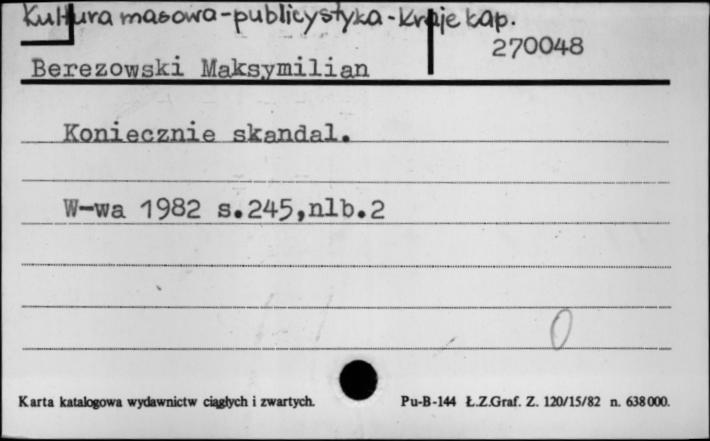 Kultura masowa-publicystyka-kraje kap.
270048
Berezowski Maksymilian
Koniecznie skandal.
W-wa 1982 s.245,nlb.2
0
Karta katalogowa wydawnictw ciągłych i zwartych. Pu-B-144 Ł.Z.Graf. Z. 120/15/82 n. 638000.